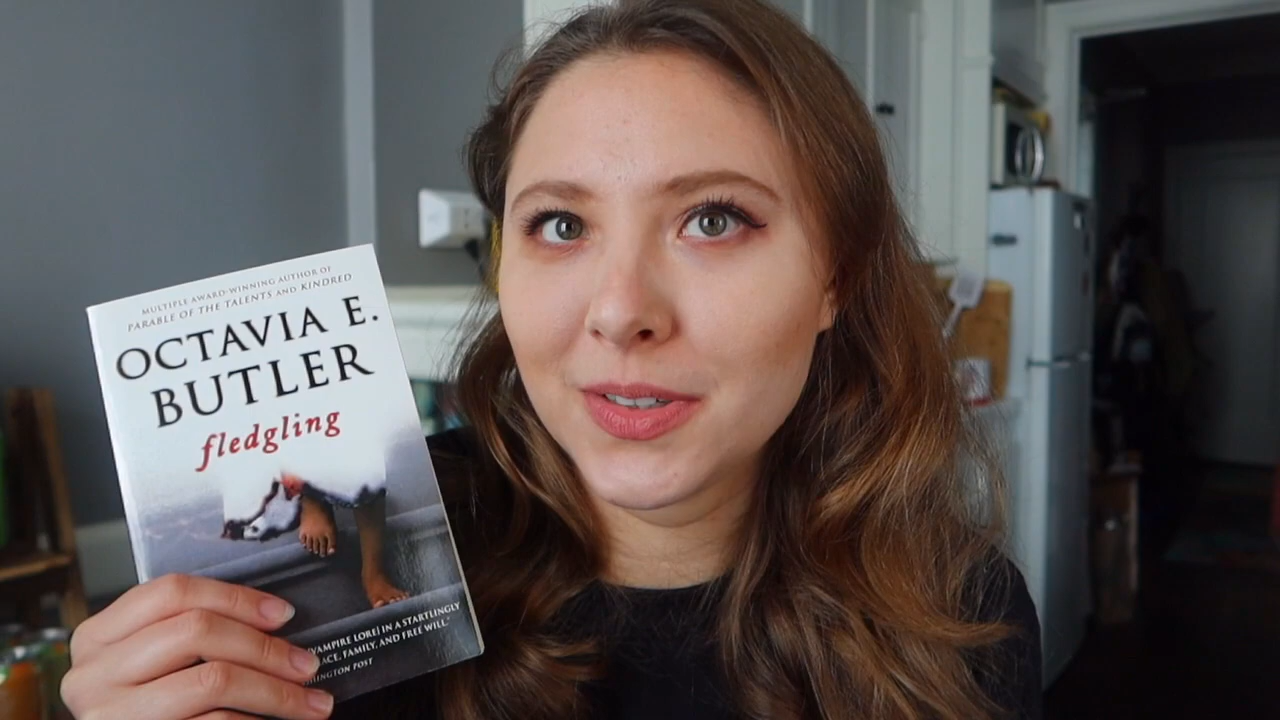 MULTIPLE AWARD-WINNING AUTHOR OF
PARABLE OF THE TALENTS AND KINDRED
OCTAVIA E.
BUTLER
fledgling
[VAMPIRE LORE] IN A STARTLINGLY
FAMILY, AND FREE WILL."
POST